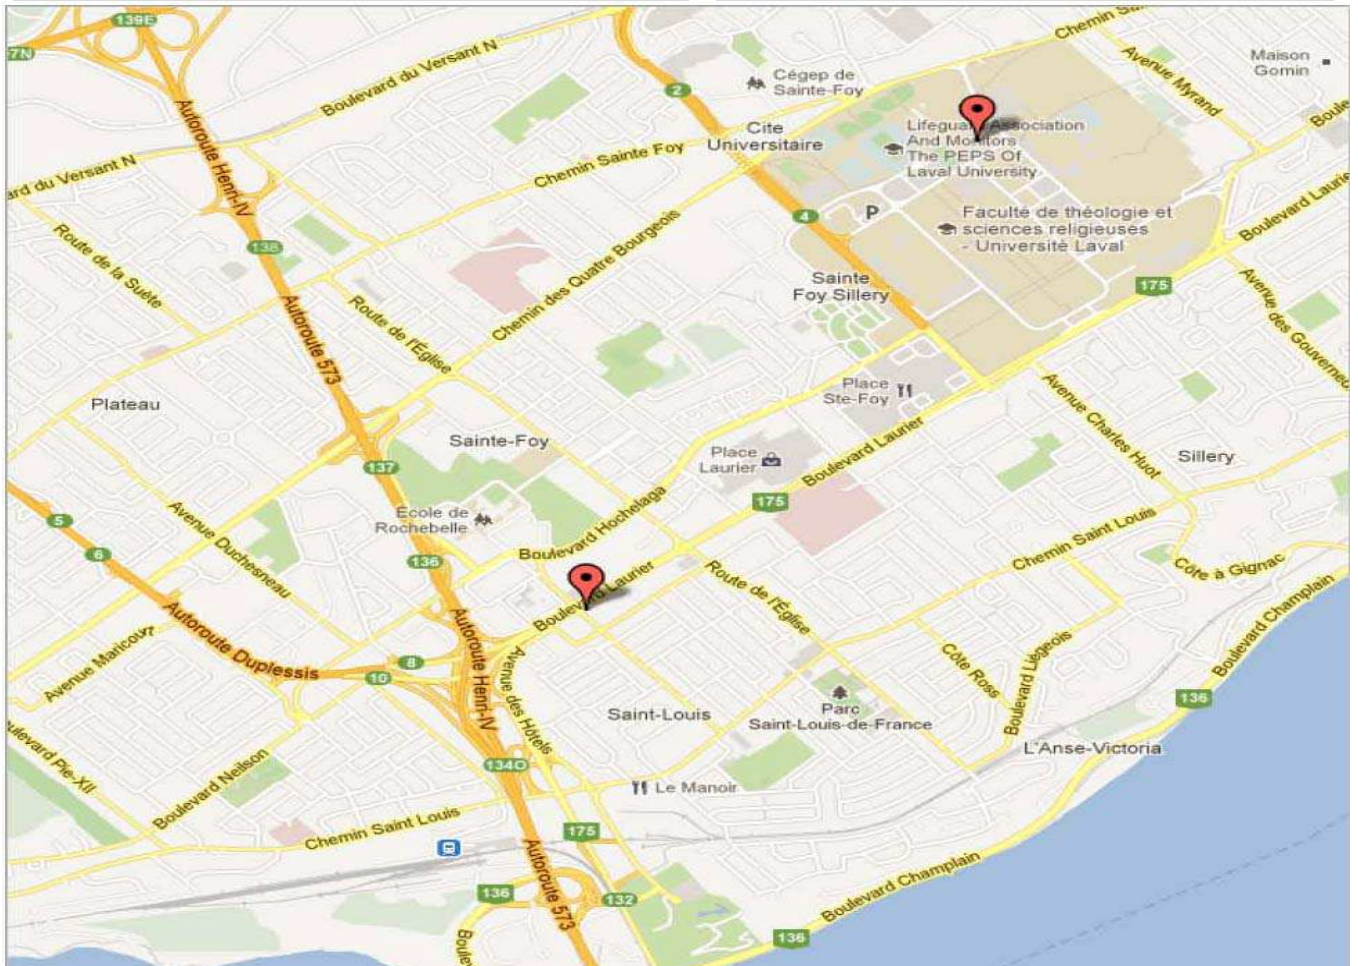 139E
Chemin Sai
7N
Boulevard du Versant N
Avenue Myrand
Maison
Gomin
2
Cégep de
Sainte-Foy
Autoroute Henri-IV
Cite
Universitaire
Lifeguard Association
And Monitors
The PEPS Of
Laval University
Boule
ard du Versant N
Chemin Sainte Foy
Boulevard Laurier
4
P
Faculté de théologie et
sciences religieuses
- Université Laval
138
Route de la Suète
Chemin des Quatre Bourgeois
Sainte
Foy Sillery
175
Avenue des Gouverneu
Autoroute 573
Route de l'Église
Place
Ste-Foy
Plateau
Avenue Charles Huot
Sainte-Foy
Place
Laurier
Boulevard Laurier
Sillery
137
175
5
École de
Rochebelle
Boulevard Hochelaga
Avenue Duchesneau
6
136
Chemin Saint Louis
Côte à Gignac
Boulevard Laurier
Route de l'Église
Autoroute Duplessis
Avenue Maricourt
8
10
Autoroute Henri-IV
Avenue des Hôtels
Côte Ross
Boulevard Liégeois
Boulevard Champlain
136
Saint-Louis
Parc
Saint-Louis-de-France
oulevard Pie-XII
Boulevard Neilson
134O
L'Anse-Victoria
Le Manoir
Chemin Saint Louis
175
Autoroute 573
136
132
Boulevard Champlain
Boulev
136